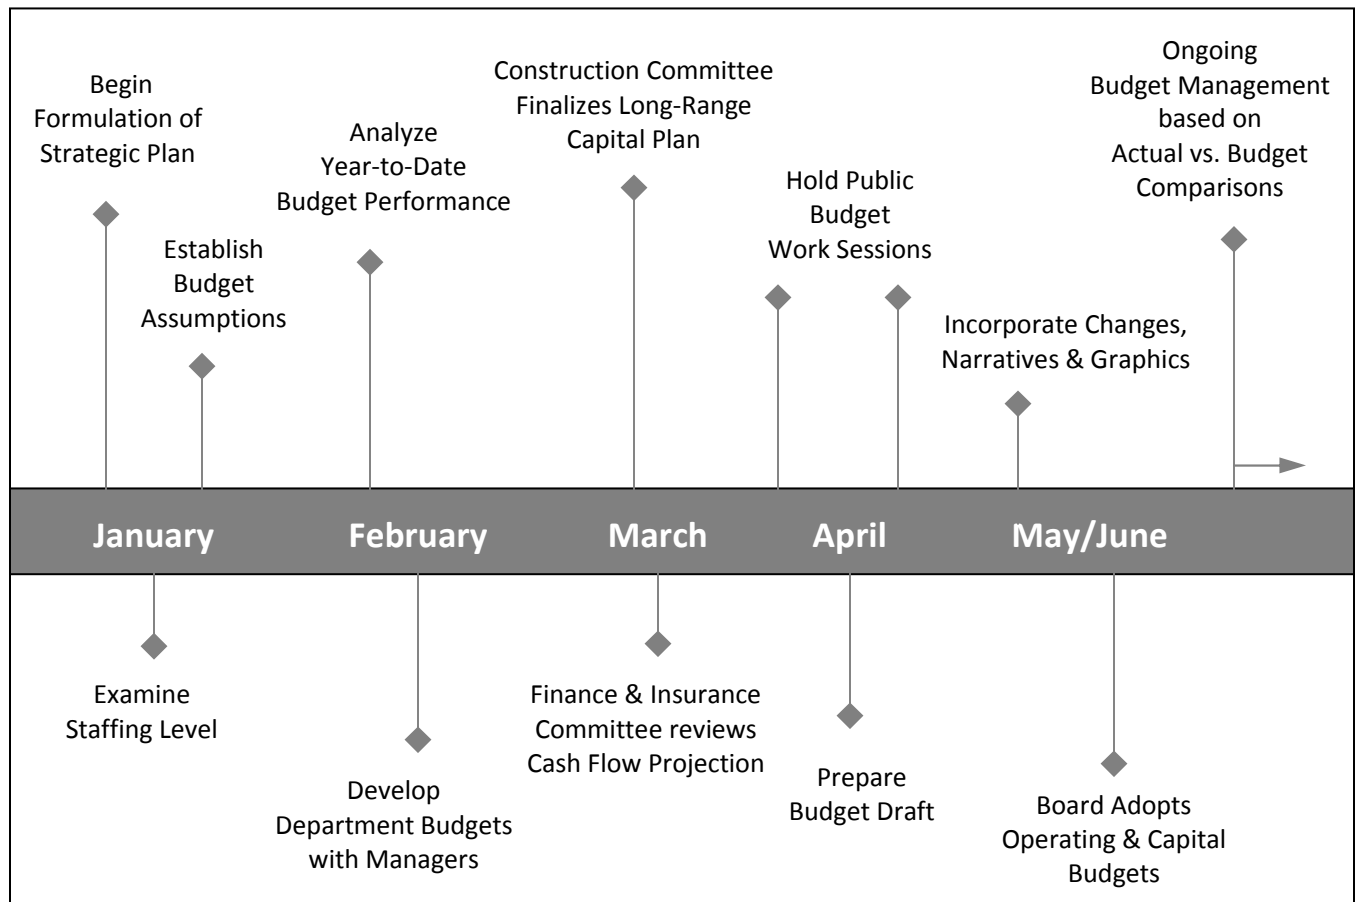 Begin
Formulation of
Strategic Plan
Establish
Budget
Assumptions
Analyze
Year-to-Date
Budget Performance
Construction Committee
Finalizes Long-Range
Capital Plan
Hold Public
Budget
Work Sessions
Incorporate Changes,
Narratives & Graphics
Ongoing
Budget Management
based on
Actual vs. Budget
Comparisons
January
February
March
April
May/June
Examine
Staffing Level
Develop
Department Budgets
with Managers
Finance & Insurance
Committee reviews
Cash Flow Projection
Prepare
Budget Draft
Board Adopts
Operating & Capital
Budgets